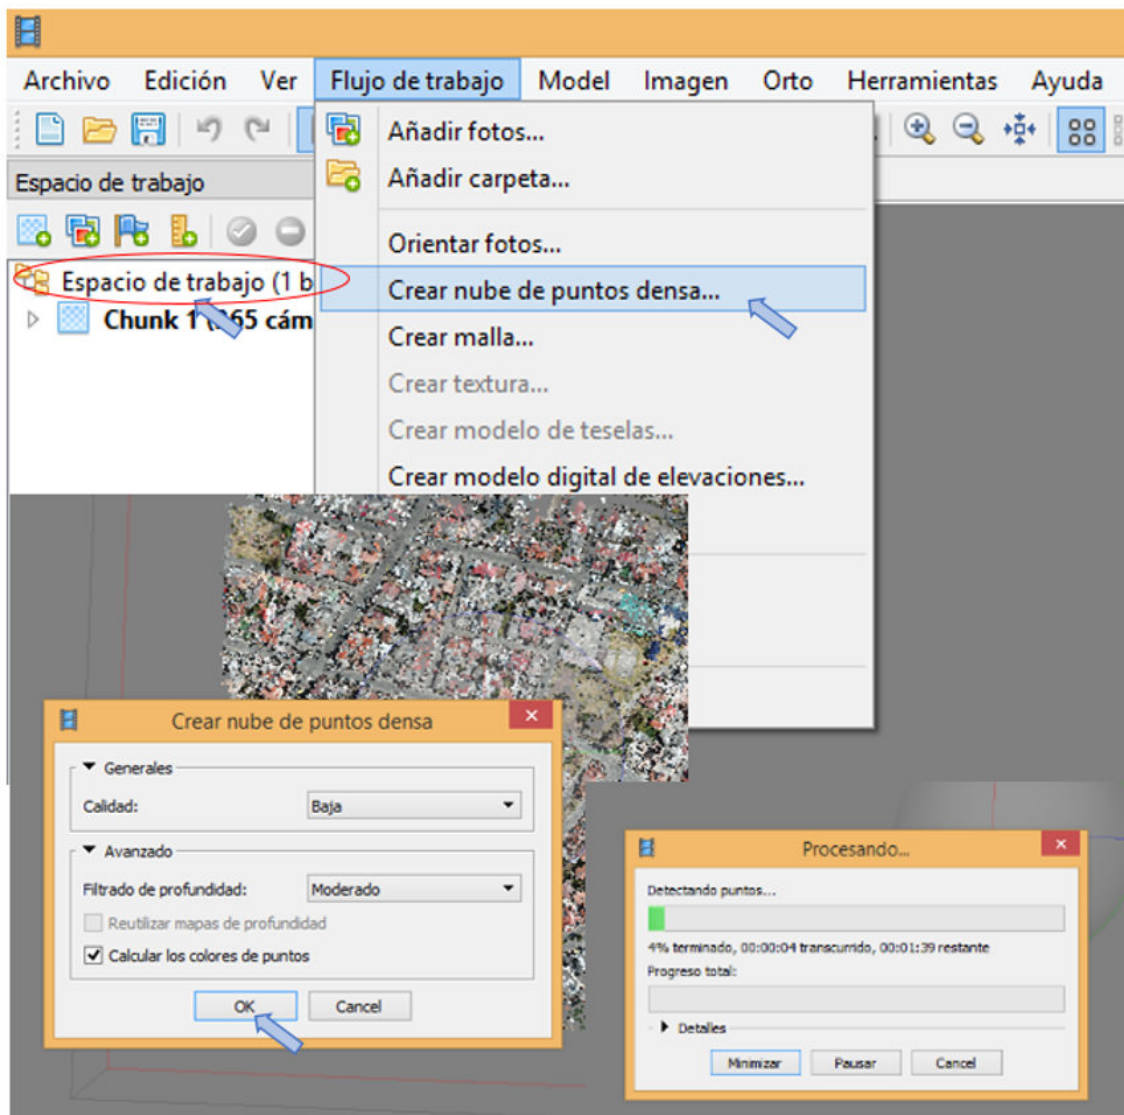 Archivo Edición Ver Flujo de trabajo Model Imagen Orto Herramientas Ayuda
Añadir fotos...
Añadir carpeta...
Orientar fotos...
Crear nube de puntos densa...
Crear malla...
Crear textura...
Crear modelo de teselas...
Crear modelo digital de elevaciones...
Espacio de trabajo
Espacio de trabajo (1 b
Chunk 1 ( 65 cám
Crear nube de puntos densa
Generales
Calidad: Baja
Avanzado
Filtrado de profundidad: Moderado
Reutilizar mapas de profundidad
Calcular los colores de puntos
OK Cancel
Procesando...
Detectando puntos...
4% terminado, 00:00:04 transcurrido, 00:01:39 restante
Progreso total:
Detalles
Minimizar Pausar Cancel